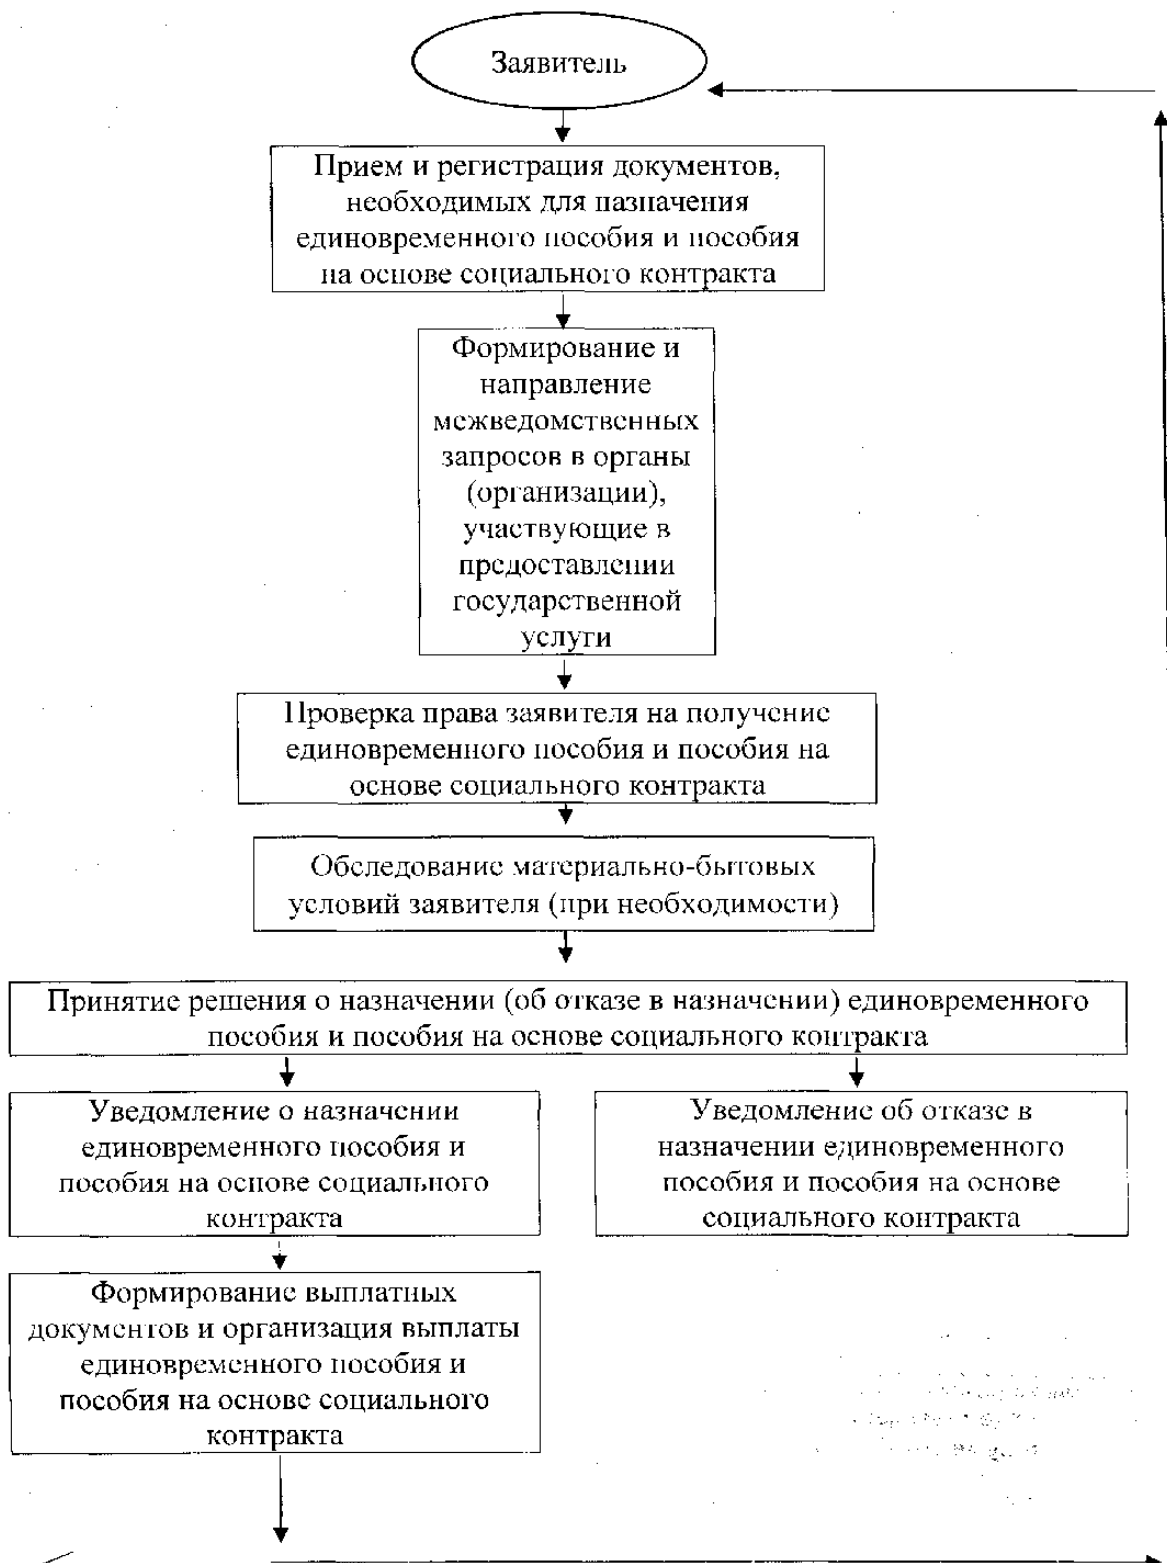 Заявитель
Прием и регистрация документов,
необходимых для назначения
единовременного пособия и пособия
на основе социального контракта
Формирование и
направление
межведомственных
запросов в органы
(организации),
участвующие в
предоставлении
государственной
услуги
Проверка права заявителя на получение
единовременного пособия и пособия на
основе социального контракта
Обследование материально-бытовых
условий заявителя (при необходимости)
Принятие решения о назначении (об отказе в назначении) единовременного
пособия и пособия на основе социального контракта
Уведомление о назначении
единовременного пособия и
пособия на основе социального
контракта
Уведомление об отказе в
назначении единовременного
пособия и пособия на основе
социального контракта
Формирование выплатных
документов и организация выплаты
единовременного пособия и
пособия на основе социального
контракта